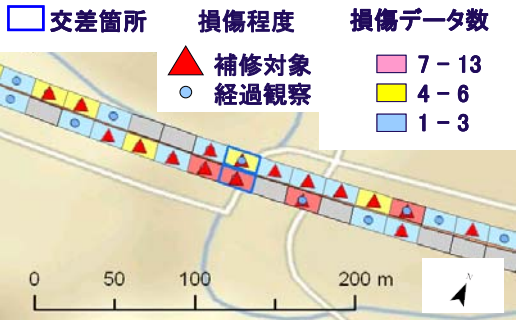 交差箇所
損傷程度
補修対象
経過観察
損傷データ数
7 - 13
4 - 6
1 - 3
0 50 100 200 m
N